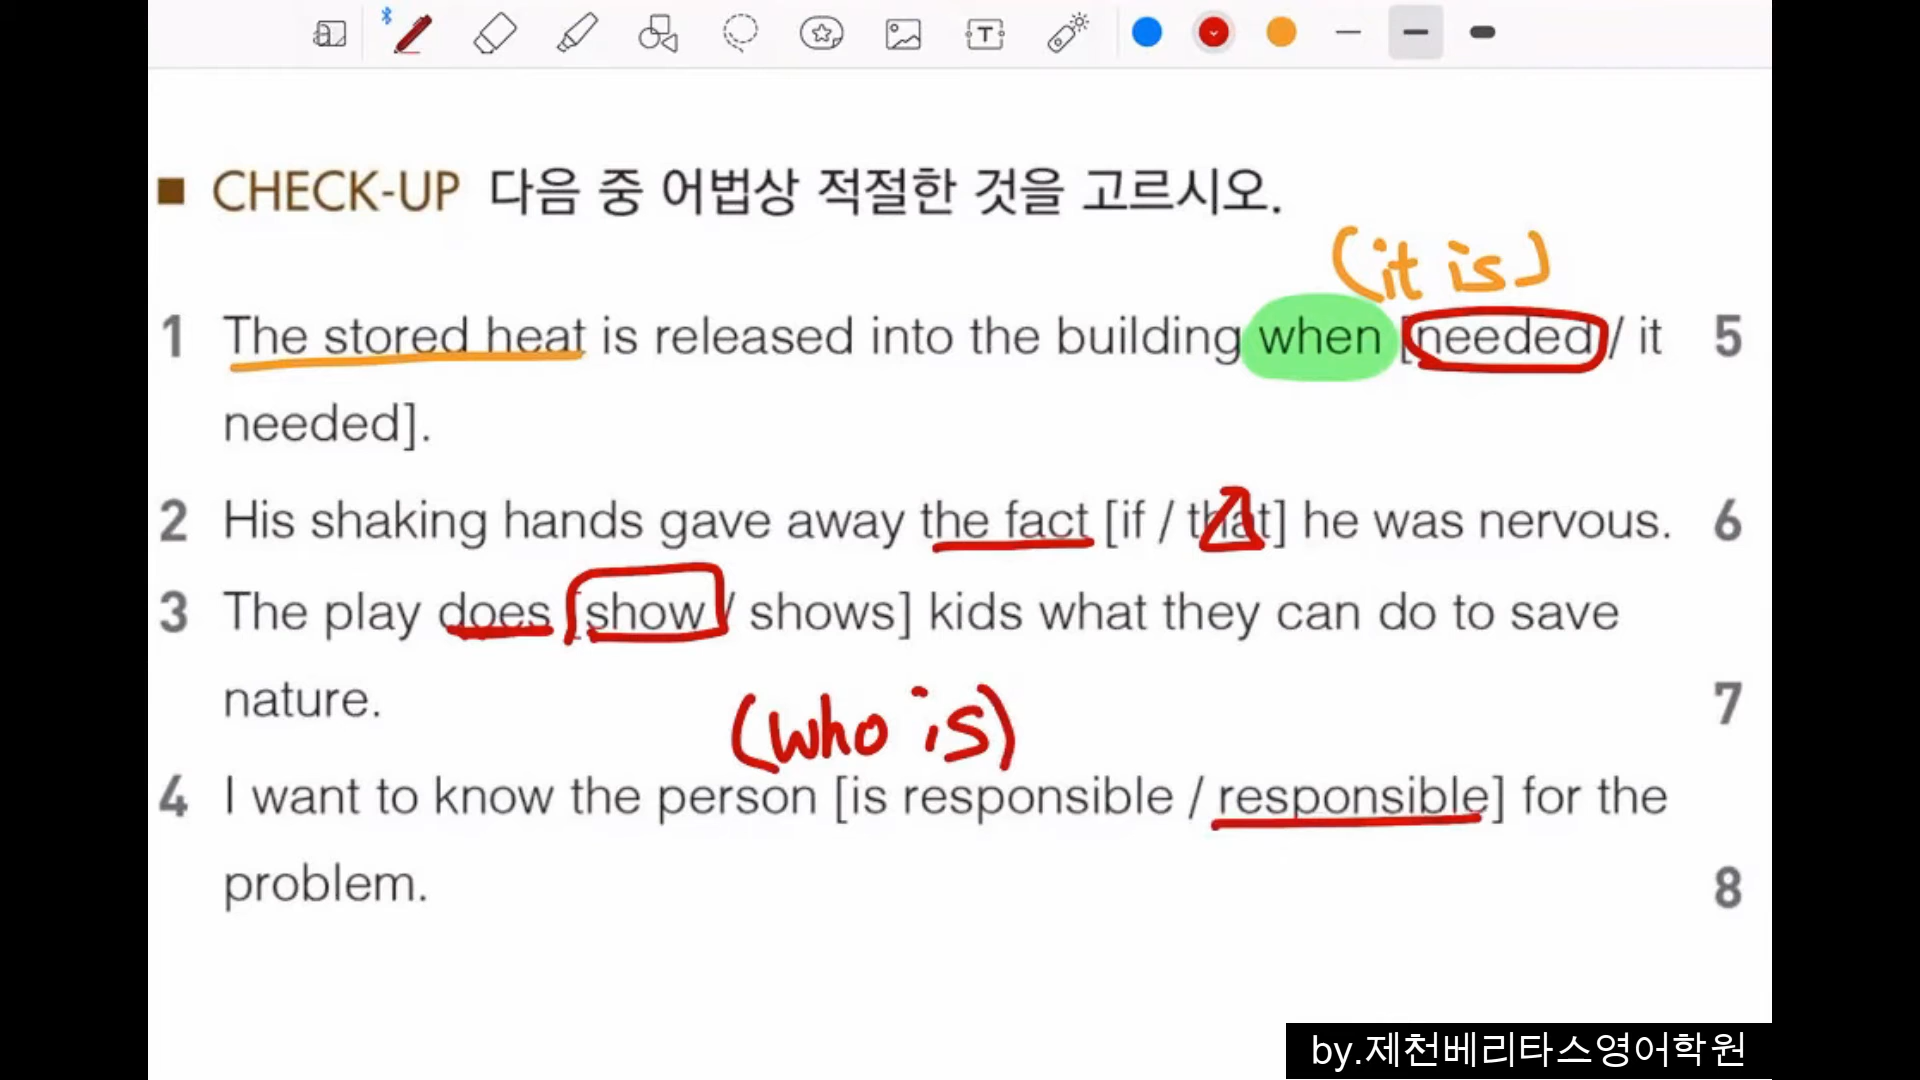 CHECK-UP 다음 중 어법상 적절한 것을 고르시오.
(it is)
1 The stored heat is released into the building when [needed / it 5
needed].
2 His shaking hands gave away the fact [if / that] he was nervous. 6
3 The play does [show / shows] kids what they can do to save
nature. 7
(who is)
4 I want to know the person [is responsible / responsible] for the
problem. 8
by.제천베리타스영어학원